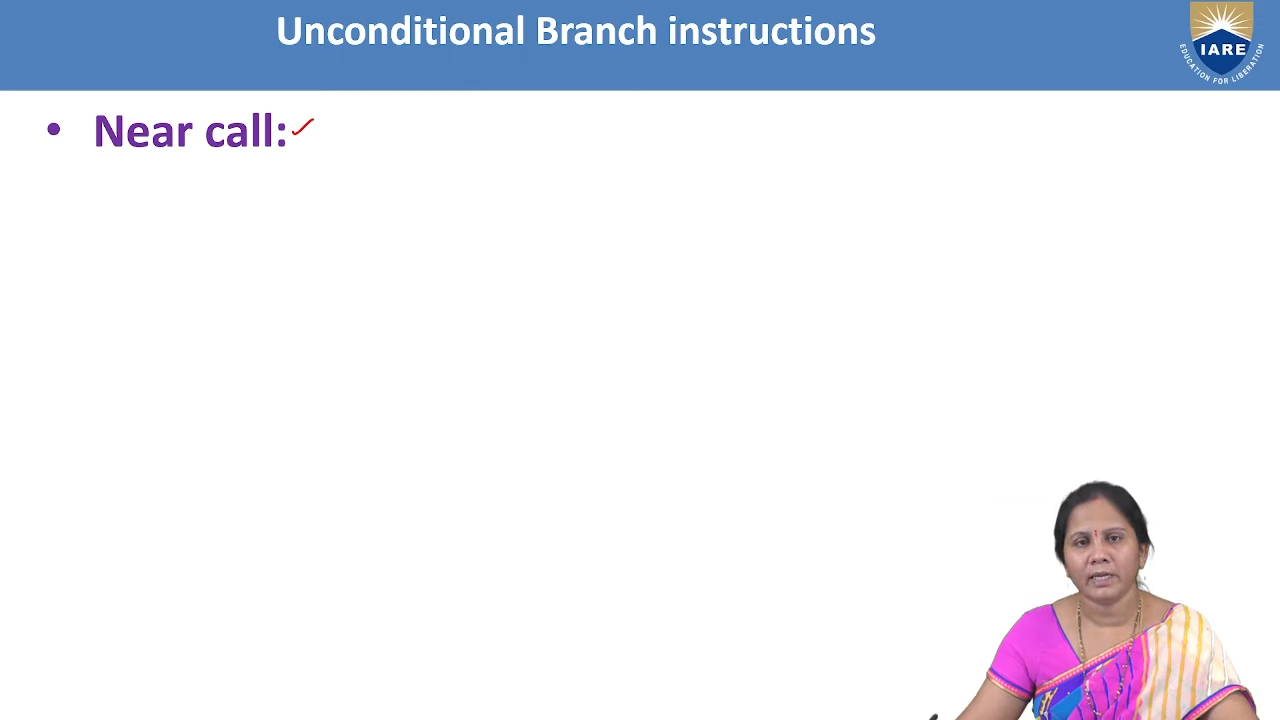 Unconditional Branch instructions
IARE
EDUCATION FOR LIBERATION
• Near call: